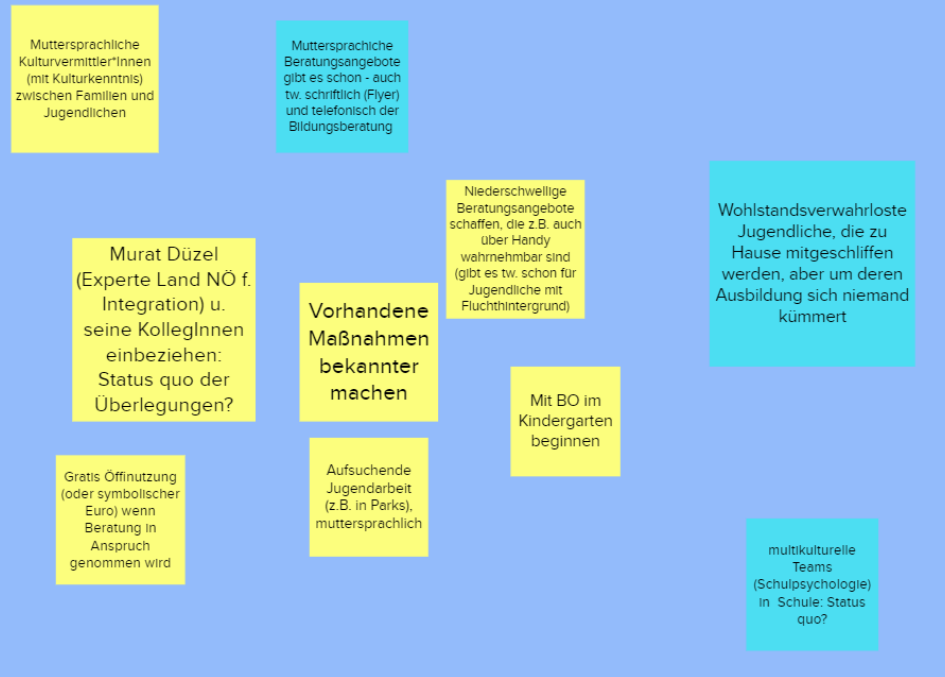 Muttersprachliche
Kulturvermittler*Innen
(mit Kulturkenntnis)
zwischen Familien und
Jugendlichen
Muttersprachiche
Beratungsangebote
gibt es schon - auch
tw. schriftlich (Flyer)
und telefonisch der
Bildungsberatung
Niederschwellige
Beratungsangebote
schaffen, die z.B. auch
über Handy
wahrnehmbar sind
(gibt es tw. schon für
Jugendliche mit
Fluchthintergrund)
Wohlstandsverwahrloste
Jugendliche, die zu
Hause mitgeschliffen
werden, aber um deren
Ausbildung sich niemand
kümmert
Murat Düzel
(Experte Land NÖ f.
Integration) u.
seine KollegInnen
einbeziehen:
Status quo der
Überlegungen?
Vorhandene
Maßnahmen
bekannter
machen
Mit BO im
Kindergarten
beginnen
Gratis Öffinutzung
(oder symbolischer
Euro) wenn
Beratung in
Anspruch
genommen wird
Aufsuchende
Jugendarbeit
(z.B. in Parks),
muttersprachlich
multikulturelle
Teams
(Schulpsychologie)
in Schule: Status
quo?